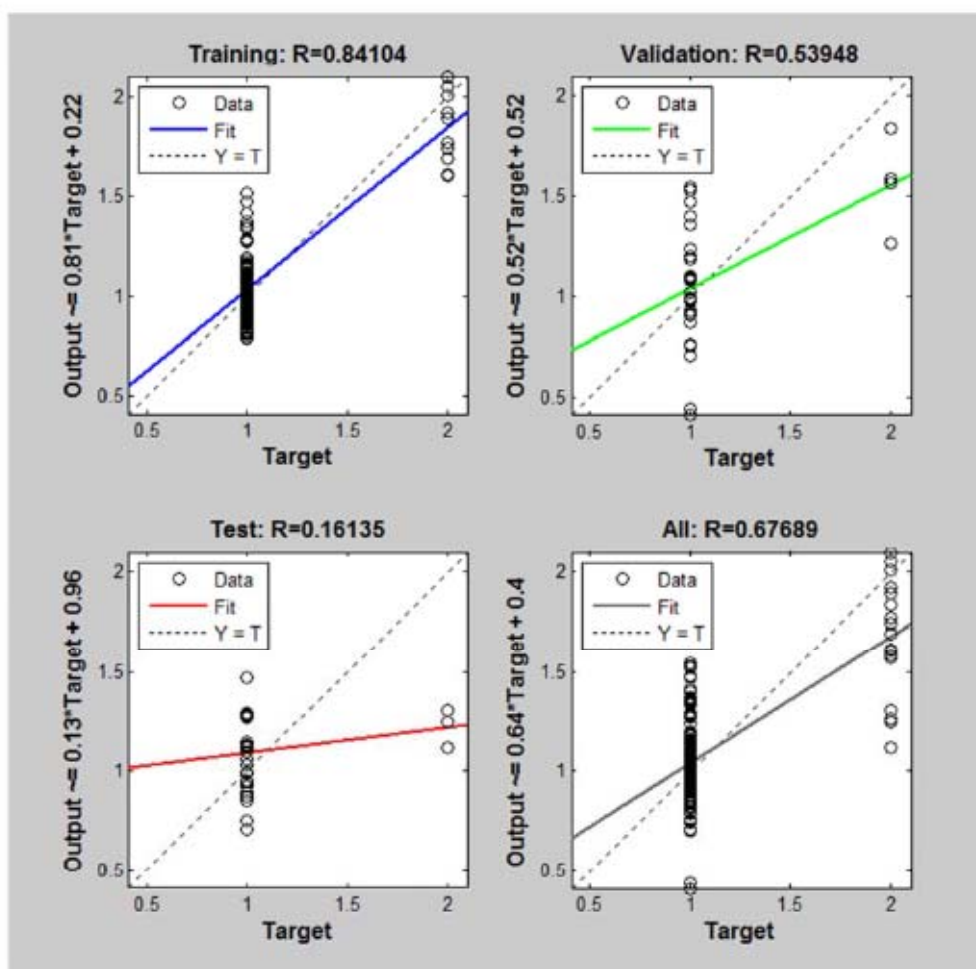 Training: R=0.84104
Output ~= 0.81*Target + 0.22
Data
Fit
Y = T
2
1.5
1
0.5
0.5
1
1.5
2
Target
Validation: R=0.53948
Output ~= 0.52*Target + 0.52
Data
Fit
Y = T
2
1.5
1
0.5
0.5
1
1.5
2
Target
Test: R=0.16135
Output ~= 0.13*Target + 0.96
Data
Fit
Y = T
2
1.5
1
0.5
0.5
1
1.5
2
Target
All: R=0.67689
Output ~= 0.64*Target + 0.4
Data
Fit
Y = T
2
1.5
1
0.5
0.5
1
1.5
2
Target